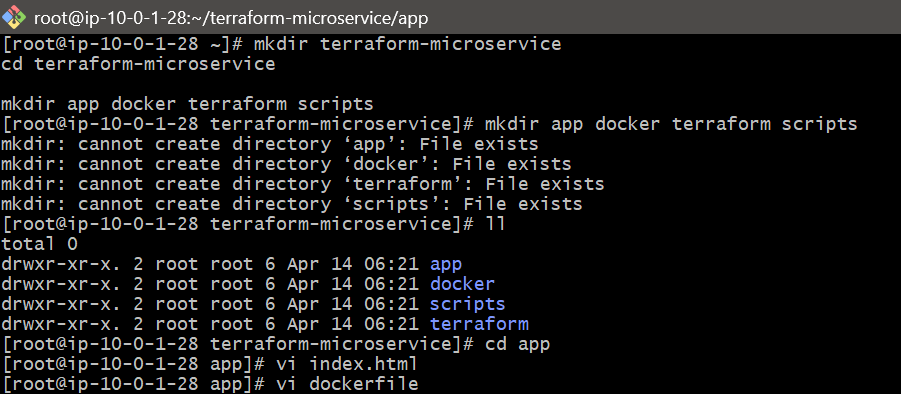 root@ip-10-0-1-28:~/terraform-microservice/app
[root@ip-10-0-1-28 ~]# mkdir terraform-microservice
cd terraform-microservice
mkdir app docker terraform scripts
[root@ip-10-0-1-28 terraform-microservice]# mkdir app docker terraform scripts
mkdir: cannot create directory ‘app’: File exists
mkdir: cannot create directory ‘docker’: File exists
mkdir: cannot create directory ‘terraform’: File exists
mkdir: cannot create directory ‘scripts’: File exists
[root@ip-10-0-1-28 terraform-microservice]# ll
total 0
drwxr-xr-x. 2 root root 6 Apr 14 06:21 app
drwxr-xr-x. 2 root root 6 Apr 14 06:21 docker
drwxr-xr-x. 2 root root 6 Apr 14 06:21 scripts
drwxr-xr-x. 2 root root 6 Apr 14 06:21 terraform
[root@ip-10-0-1-28 terraform-microservice]# cd app
[root@ip-10-0-1-28 app]# vi index.html
[root@ip-10-0-1-28 app]# vi dockerfile